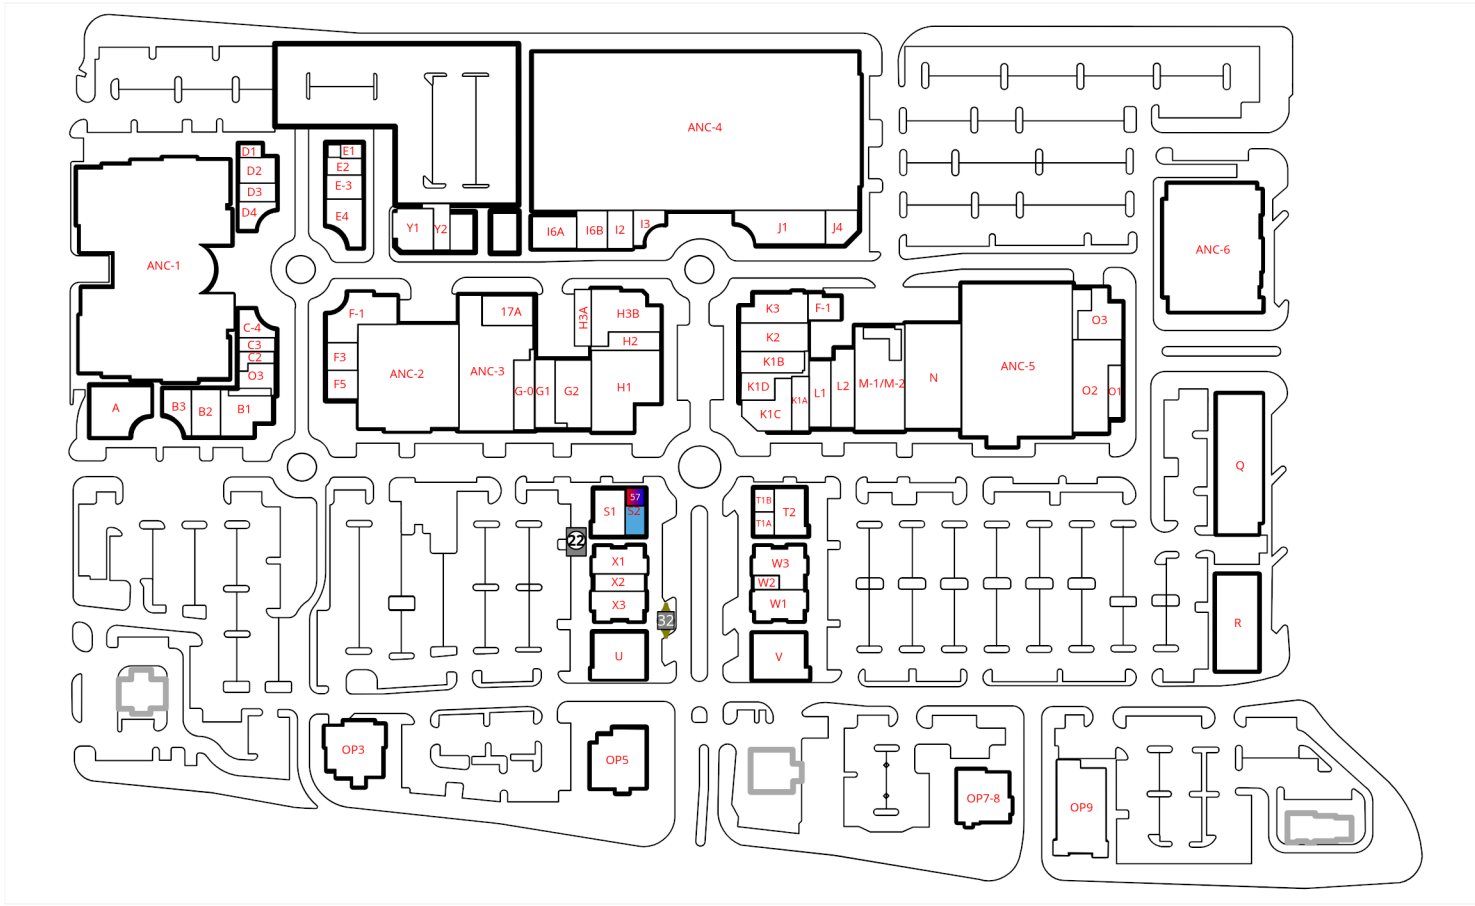 ANC-4
D1
E1
D2
E2
D3
E-3
D4
E4
Y1
Y2
I6A
I6B
I2
I3
J1
J4
ANC-1
ANC-6
F-1
17A
H3A
H3B
K3
F-1
O3
C-4
C3
C2
O3
H2
K2
F3
ANC-2
ANC-3
K1B
ANC-5
F5
G-0
G1
G2
H1
K1D
K1A
L1
L2
M-1/M-2
N
O2
O1
A
B3
B2
B1
K1C
Q
57
S1
S2
T1B
T1A
T2
22
X1
X2
X3
W3
W2
W1
32
R
U
V
OP3
OP5
OP7-8
OP9